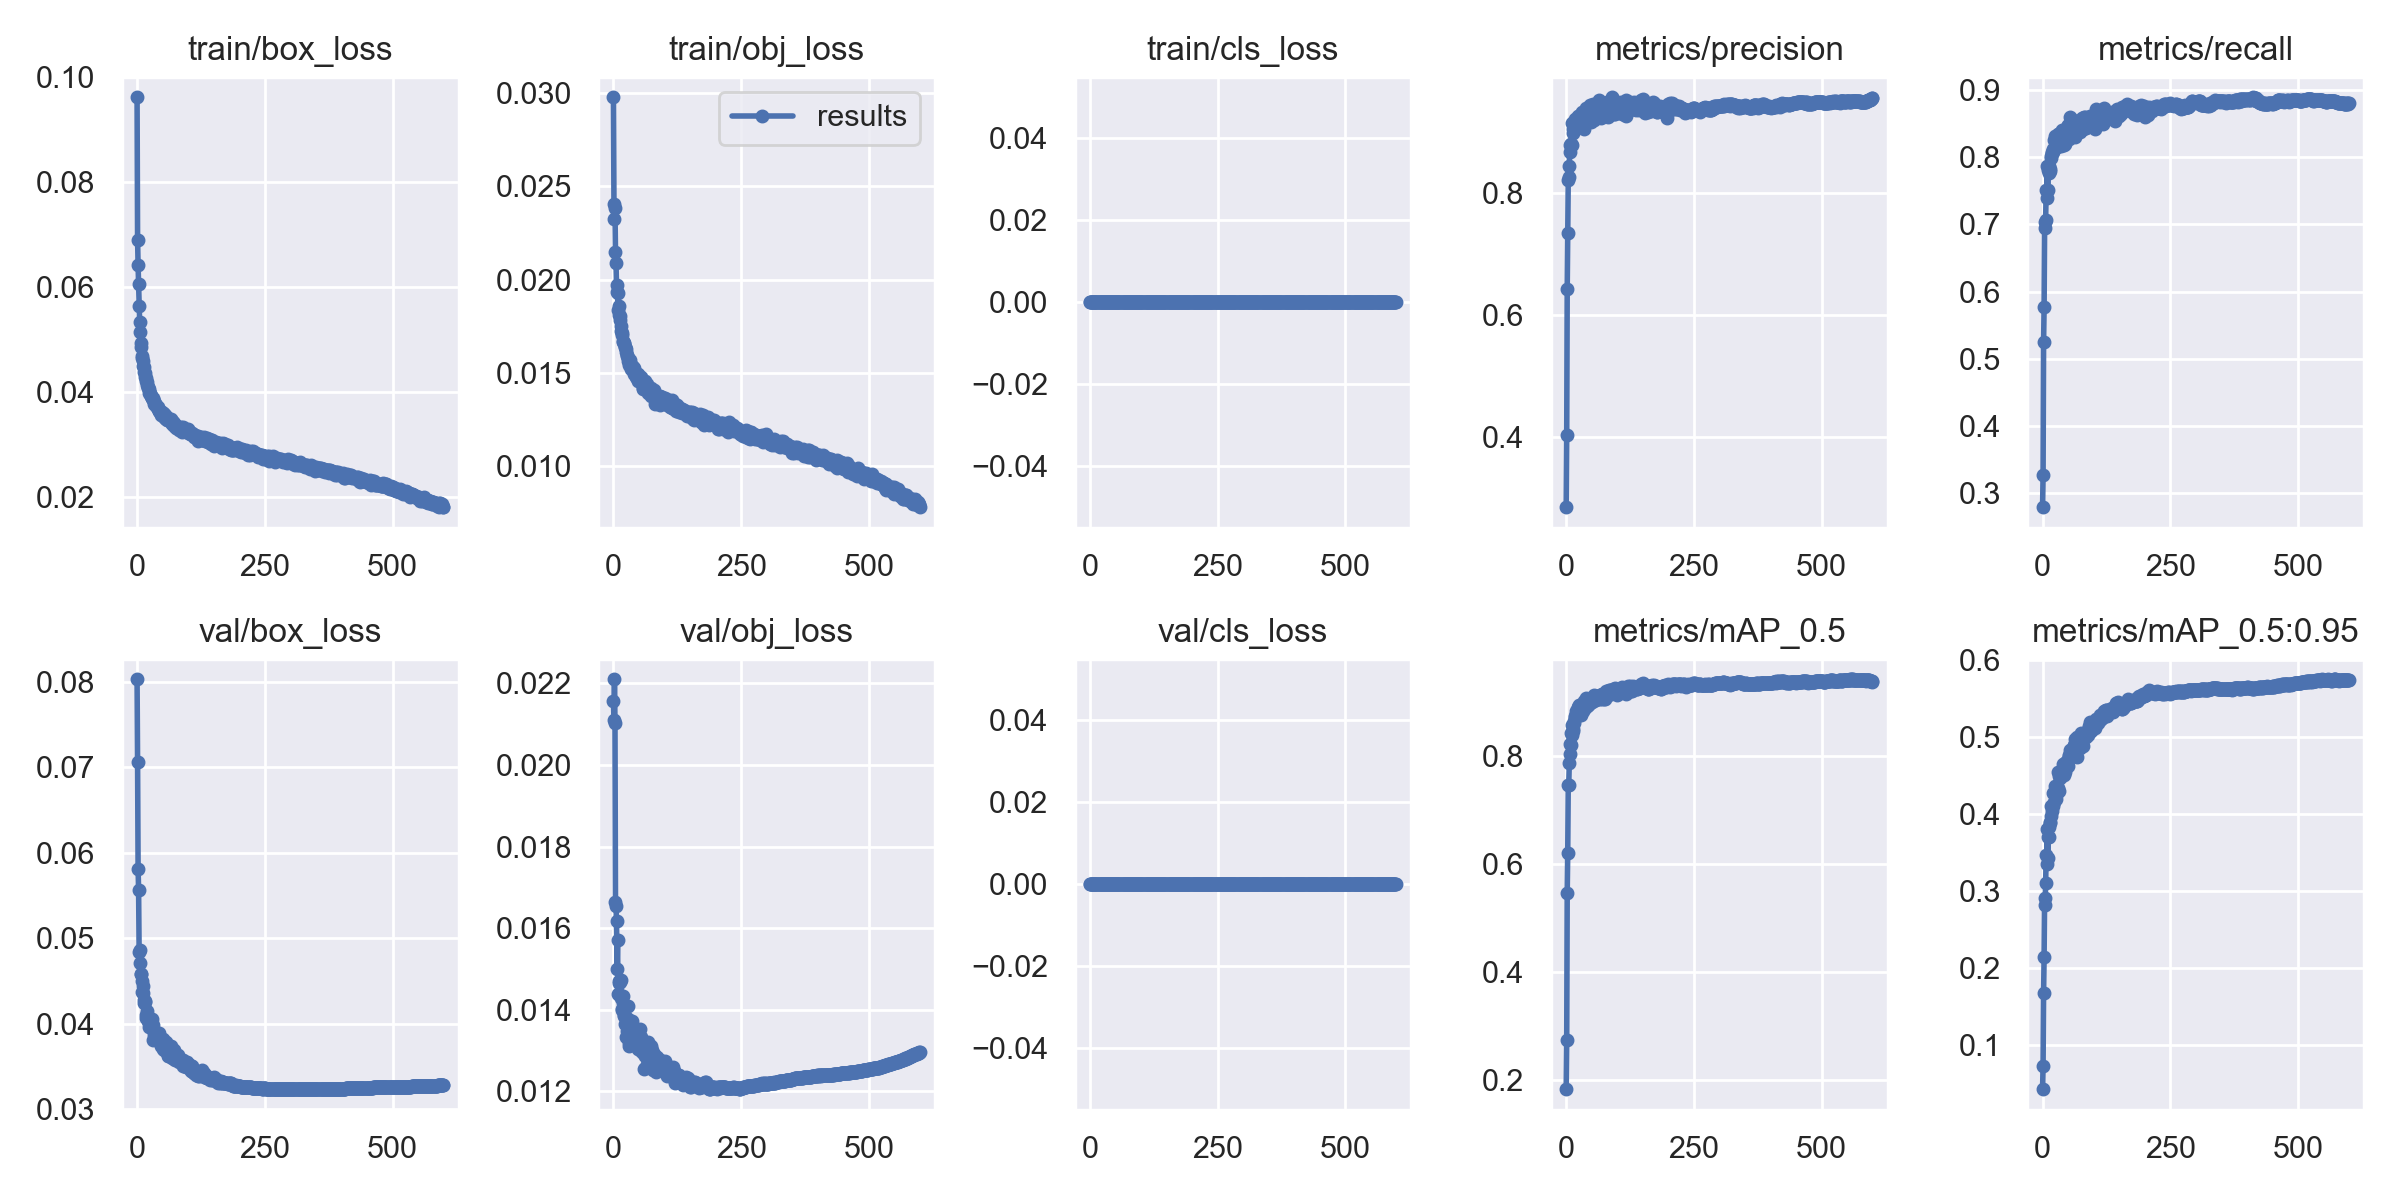 train/box_loss
0.10
0.08
0.06
0.04
0.02
0 250 500
train/obj_loss
results
0.030
0.025
0.020
0.015
0.010
0 250 500
train/cls_loss
0.04
0.02
0.00
−0.02
−0.04
0 250 500
metrics/precision
0.8
0.6
0.4
0 250 500
metrics/recall
0.9
0.8
0.7
0.6
0.5
0.4
0.3
0 250 500
val/box_loss
0.08
0.07
0.06
0.05
0.04
0.03
0 250 500
val/obj_loss
0.022
0.020
0.018
0.016
0.014
0.012
0 250 500
val/cls_loss
0.04
0.02
0.00
−0.02
−0.04
0 250 500
metrics/mAP_0.5
0.8
0.6
0.4
0.2
0 250 500
metrics/mAP_0.5:0.95
0.6
0.5
0.4
0.3
0.2
0.1
0 250 500